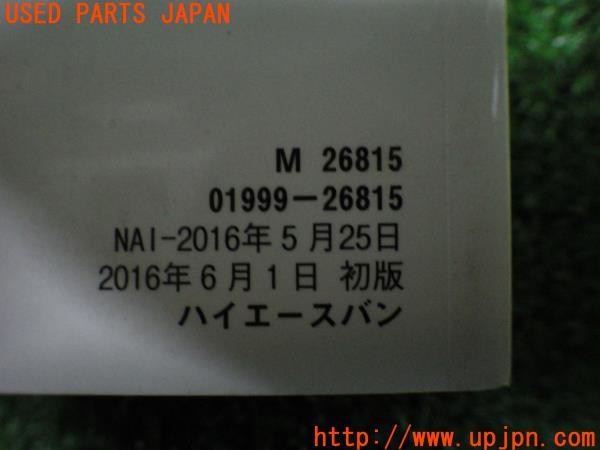 USED PARTS JAPAN
M 26815
01999-26815
NAI-2016年5月25日
2016年6月1日 初版
ハイエースバン
http://www.upjpn.com